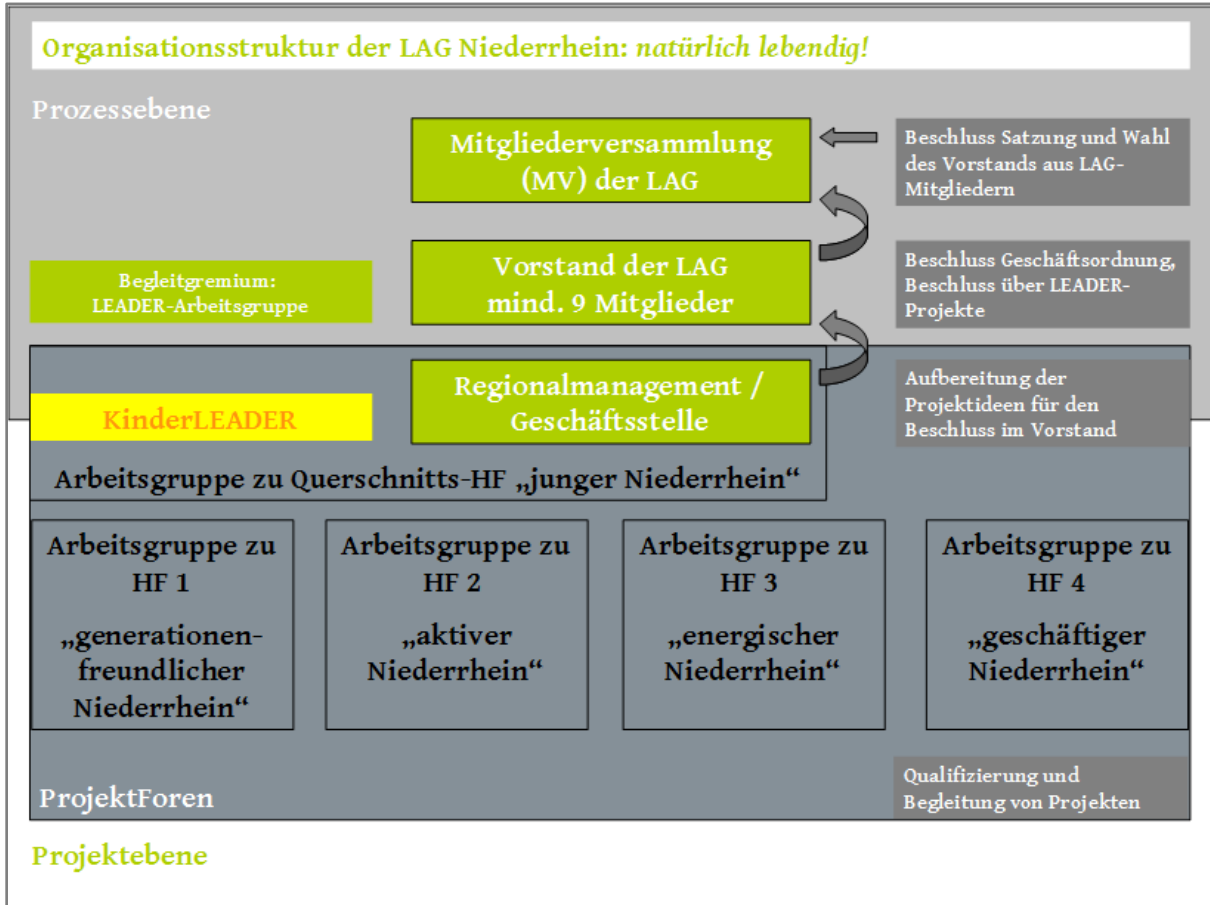 Organisationsstruktur der LAG Niederrhein: natürlich lebendig!
Prozessebene
Mitgliederversammlung
(MV) der LAG
Beschluss Satzung und Wahl
des Vorstands aus LAG-
Mitgliedern
Begleitgremium:
LEADER-Arbeitsgruppe
Vorstand der LAG
mind. 9 Mitglieder
Beschluss Geschäftsordnung,
Beschluss über LEADER-
Projekte
KinderLEADER
Regionalmanagement /
Geschäftsstelle
Aufbereitung der
Projektideen für den
Beschluss im Vorstand
Arbeitsgruppe zu Querschnitts-HF „junger Niederrhein“
Arbeitsgruppe zu
HF 1
„generationen-
freundlicher
Niederrhein“
Arbeitsgruppe zu
HF 2
„aktiver
Niederrhein“
Arbeitsgruppe zu
HF 3
„energischer
Niederrhein“
Arbeitsgruppe zu
HF 4
„geschäftiger
Niederrhein“
ProjektForen
Qualifizierung und
Begleitung von Projekten
Projektebene